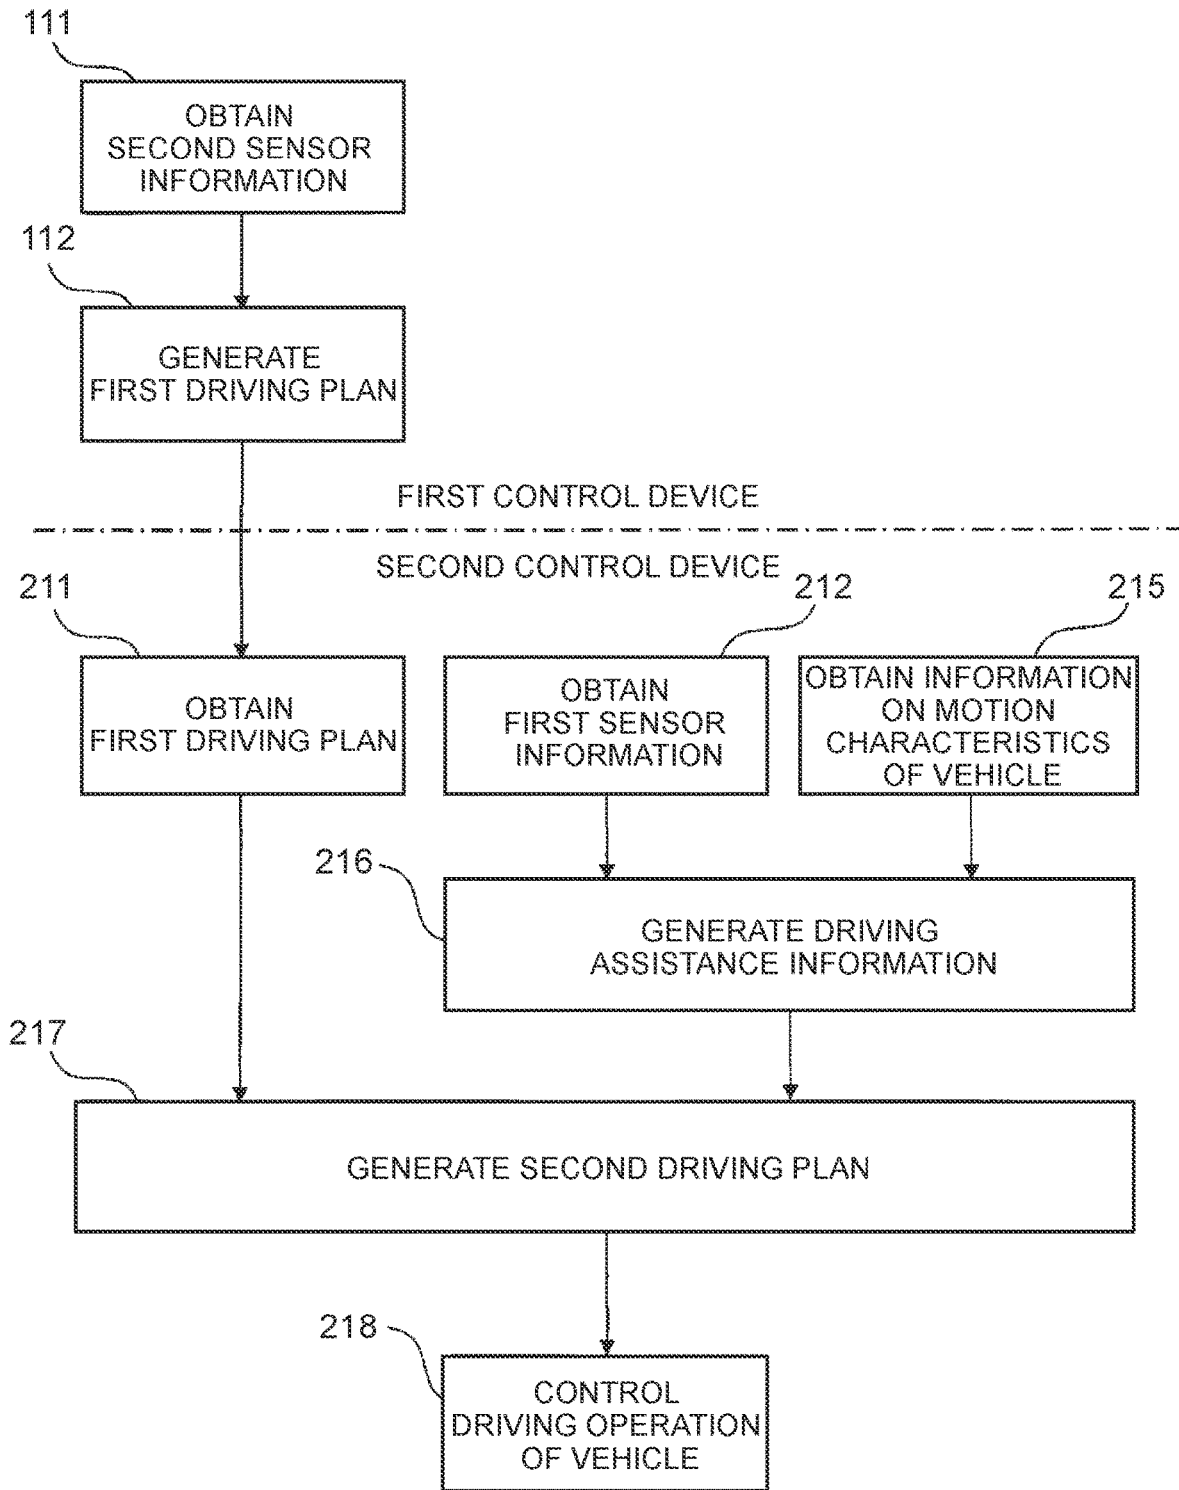 111
OBTAIN
SECOND SENSOR
INFORMATION
112
GENERATE
FIRST DRIVING PLAN
FIRST CONTROL DEVICE
SECOND CONTROL DEVICE
211
OBTAIN
FIRST DRIVING PLAN
212
OBTAIN
FIRST SENSOR
INFORMATION
215
OBTAIN INFORMATION
ON MOTION
CHARACTERISTICS
OF VEHICLE
216
GENERATE DRIVING
ASSISTANCE INFORMATION
217
GENERATE SECOND DRIVING PLAN
218
CONTROL
DRIVING OPERATION
OF VEHICLE